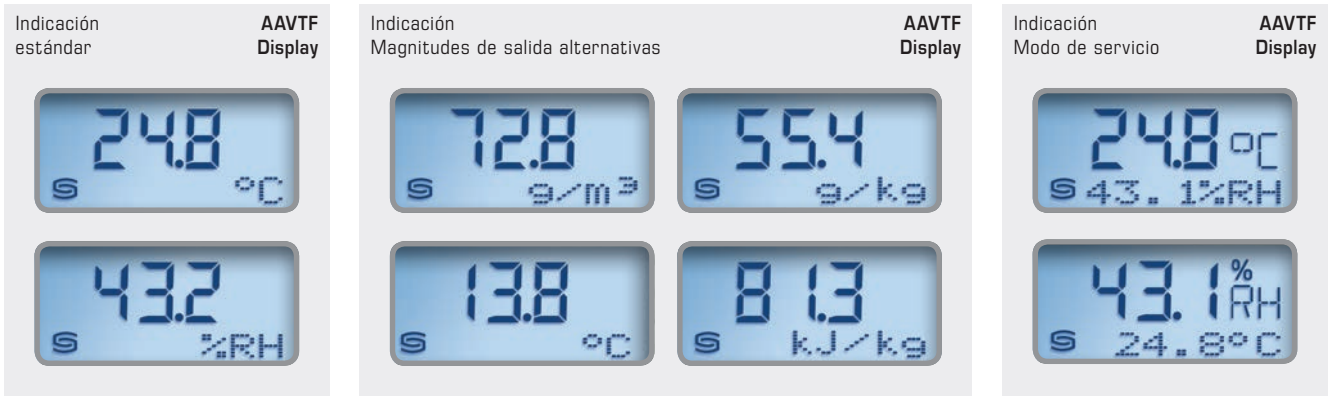 Indicación AAVTF
estándar Display
24.8
°C
43.2
%RH
Indicación AAVTF
Magnitudes de salida alternativas Display
72.8
g/m³
55.4
g/kg
13.8
°C
81.3
kJ/kg
Indicación AAVTF
Modo de servicio Display
24.8 °C
43.1%RH
43.1 % RH
24.8°C